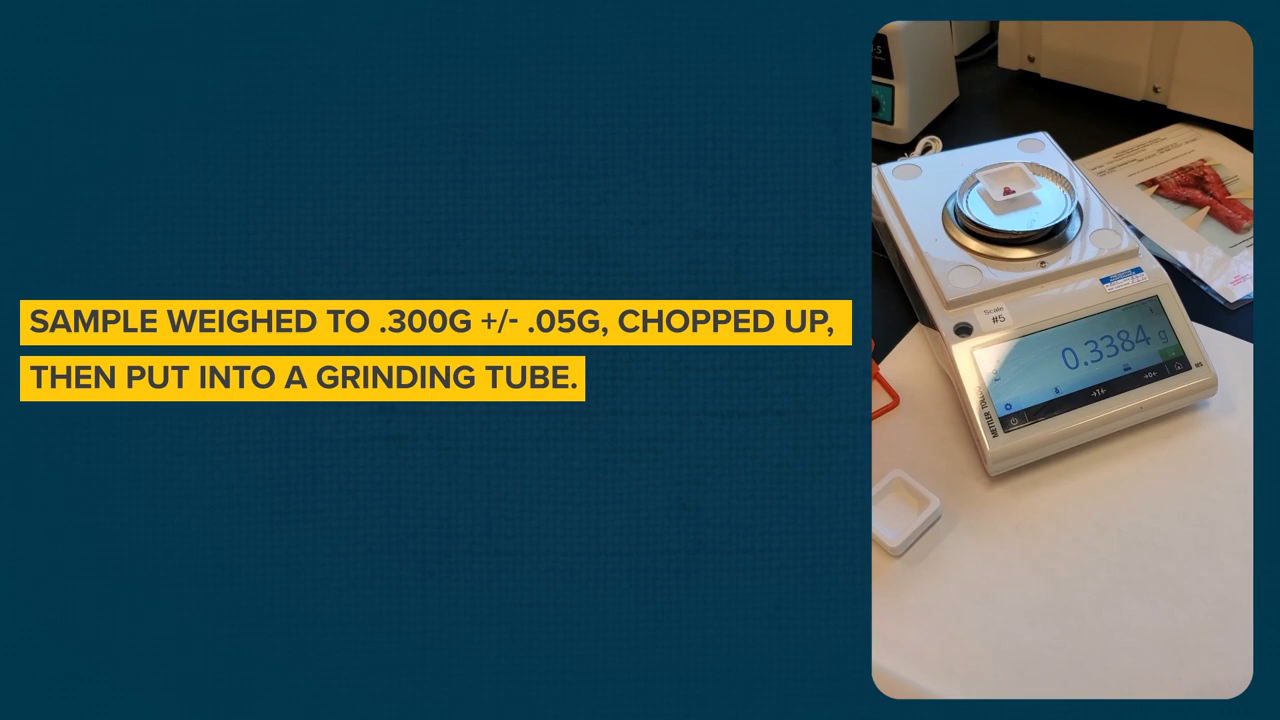 SAMPLE WEIGHED TO .300G +/- .05G, CHOPPED UP,
THEN PUT INTO A GRINDING TUBE.
Scale
#5
0.3384 g
METTLER TOLEDO